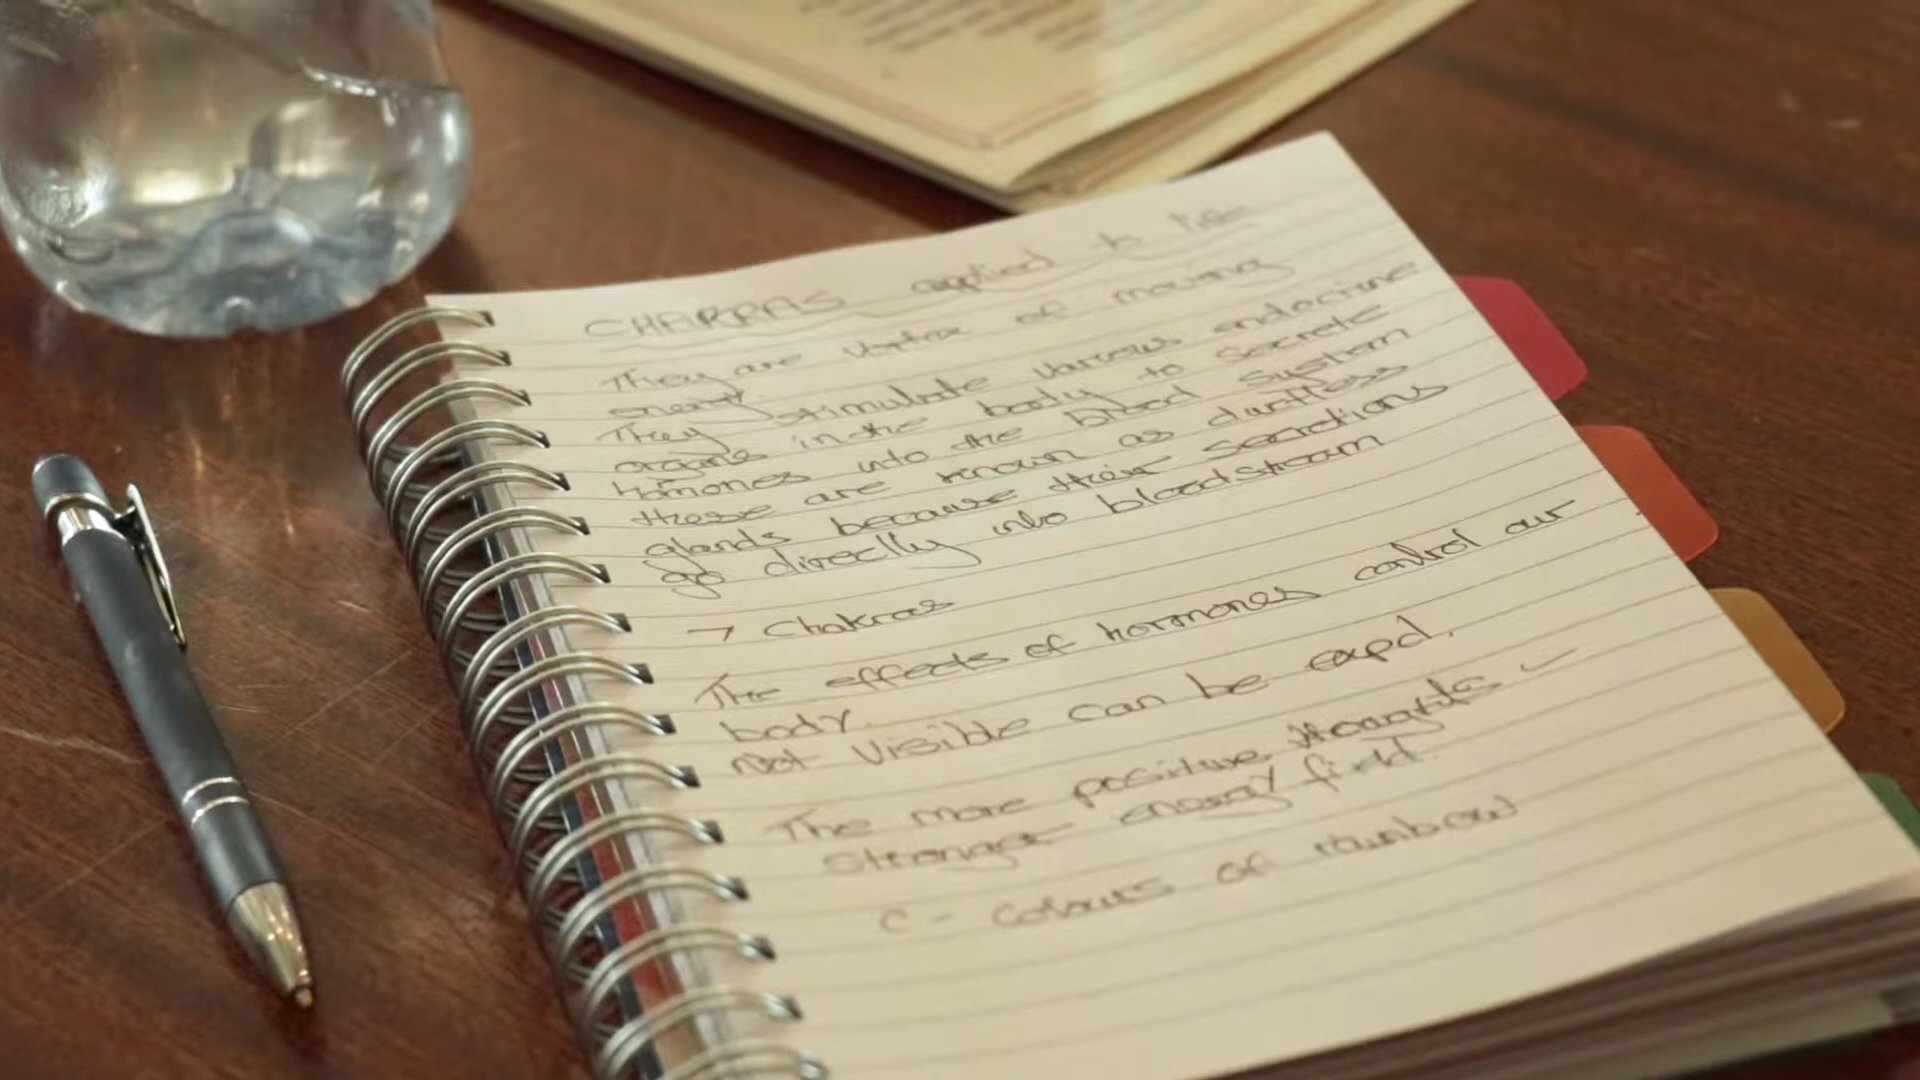 CHAKRAS applied to
They are vortex of moving
energy.
They stimulate various endocrine
organs in the body to secrete
Homones into the blood system
these are known as ductless
glands because their secretions
go directly into bloodstream
→ Chakras
The effects of hormones control our
body.
Not visible can be expd.
The more positive thoughts ✓
stronger energy field.
C - colours of rainbow